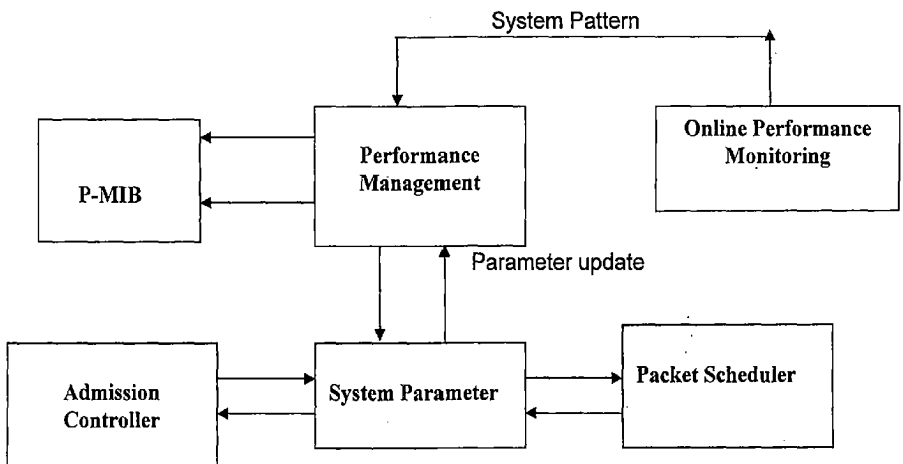 System Pattern
Online Performance
Monitoring
Performance
Management
P-MIB
Parameter update
Admission
Controller
System Parameter
Packet Scheduler